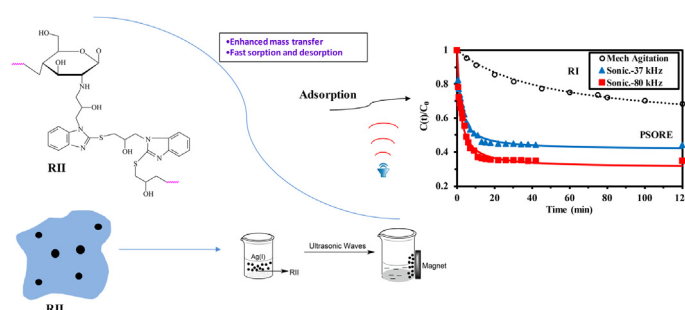 HO
O
O
HO
OH
NH
OH
N
N
S
OH
N
N
S
HO
RII
•Enhanced mass transfer
•Fast sorption and desorption
Adsorption
C(t)/C0
1
0.8
0.6
0.4
0.2
0
20
40
60
80
100
120
Time (min)
RI
Mech Agitation
Sonic.-37 kHz
Sonic.-80 kHz
PSORE
RII
Ag(I)
RII
Ultrasonic Waves
Magnet